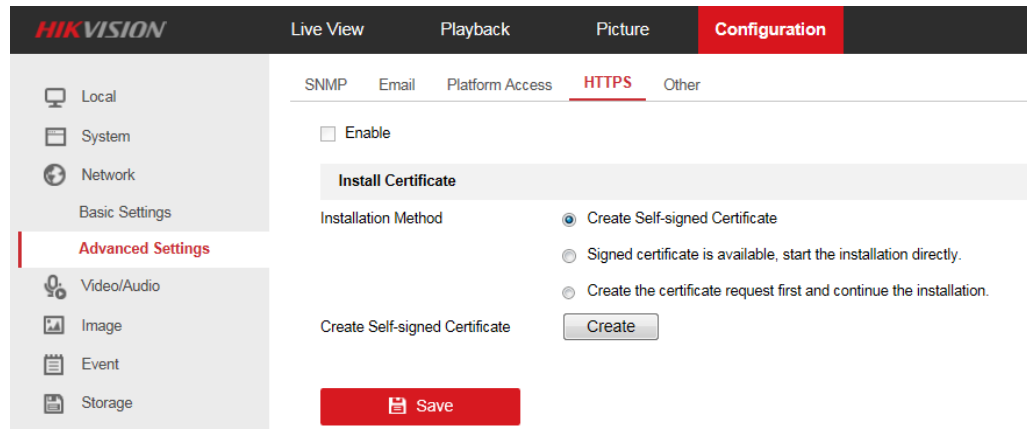 HIKVISION
Live View Playback Picture Configuration
Local
System
Network
Basic Settings
Advanced Settings
Video/Audio
Image
Event
Storage
SNMP Email Platform Access HTTPS Other
Enable
Install Certificate
Installation Method
Create Self-signed Certificate
Signed certificate is available, start the installation directly.
Create the certificate request first and continue the installation.
Create Self-signed Certificate Create
Save